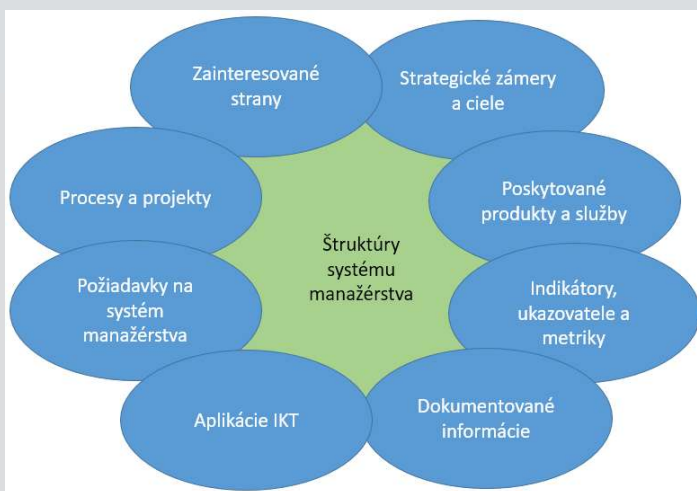 Zainteresované
strany
Strategické zámery
a ciele
Procesy a projekty
Poskytované
produkty a služby
Štruktúry
systému
manažérstva
Požiadavky na
systém
manažérstva
Indikátory,
ukazovatele a
metriky
Aplikácie IKT
Dokumentované
informácie